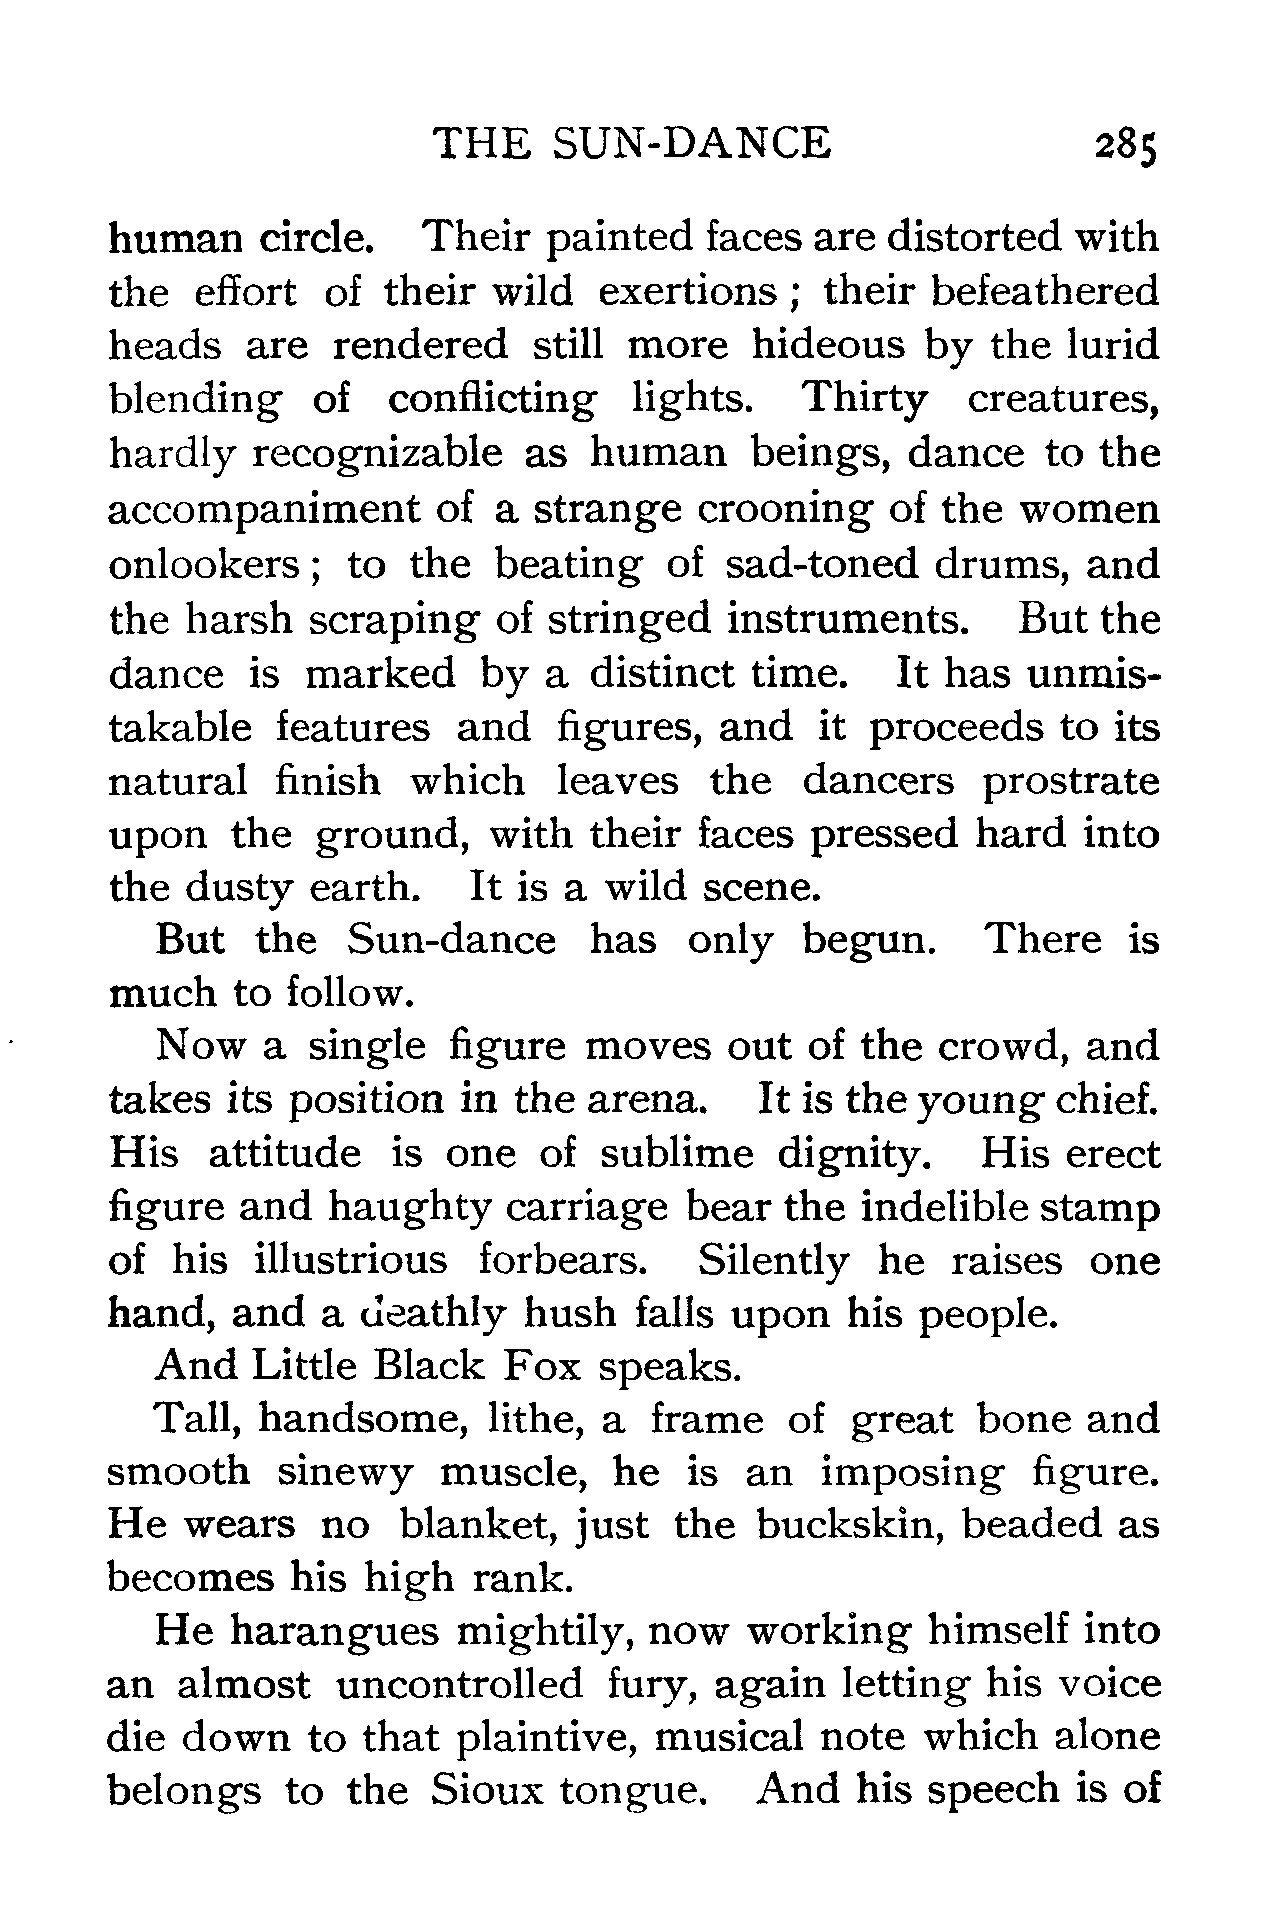 THE SUN-DANCE 285
human circle. Their painted faces are distorted with
the effort of their wild exertions ; their befeathered
heads are rendered still more hideous by the lurid
blending of conflicting lights. Thirty creatures,
hardly recognizable as human beings, dance to the
accompaniment of a strange crooning of the women
onlookers ; to the beating of sad-toned drums, and
the harsh scraping of stringed instruments. But the
dance is marked by a distinct time. It has unmis-
takable features and figures, and it proceeds to its
natural finish which leaves the dancers prostrate
upon the ground, with their faces pressed hard into
the dusty earth. It is a wild scene.
But the Sun-dance has only begun. There is
much to follow.
Now a single figure moves out of the crowd, and
takes its position in the arena. It is the young chief.
His attitude is one of sublime dignity. His erect
figure and haughty carriage bear the indelible stamp
of his illustrious forbears. Silently he raises one
hand, and a deathly hush falls upon his people.
And Little Black Fox speaks.
Tall, handsome, lithe, a frame of great bone and
smooth sinewy muscle, he is an imposing figure.
He wears no blanket, just the buckskin, beaded as
becomes his high rank.
He harangues mightily, now working himself into
an almost uncontrolled fury, again letting his voice
die down to that plaintive, musical note which alone
belongs to the Sioux tongue. And his speech is of